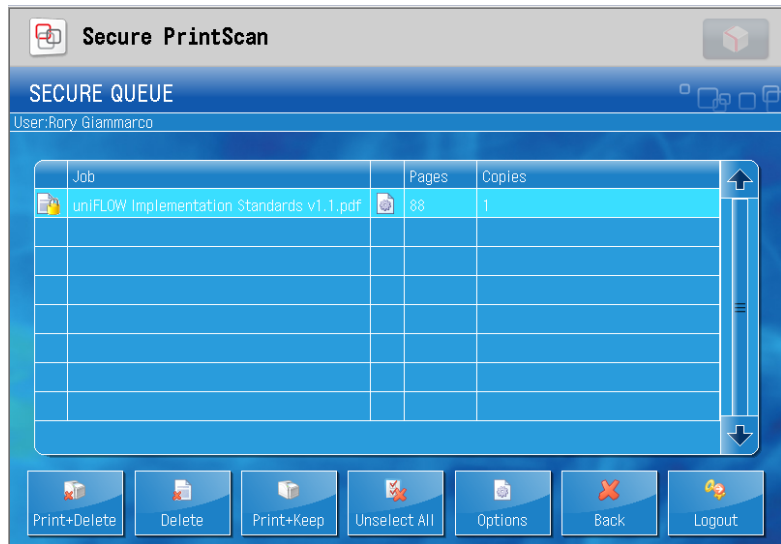 Secure PrintScan
SECURE QUEUE
User:Rory Giammarco
Job Pages Copies
uniFLOW Implementation Standards v1.1.pdf 88 1
Print+Delete Delete Print+Keep Unselect All Options Back Logout